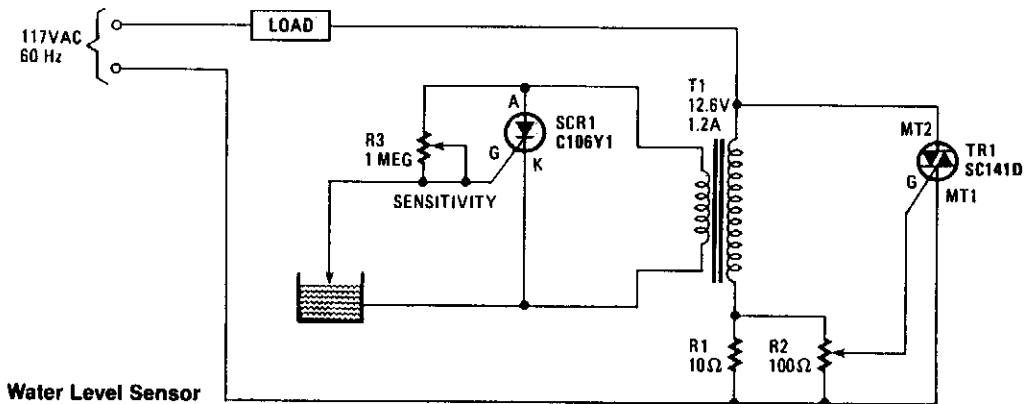 117VAC
60 Hz
LOAD
T1
12.6V
1.2A
A
SCR1
C106Y1
G
K
R3
1 MEG
SENSITIVITY
MT2
TR1
SC141D
G
MT1
R1
10Ω
R2
100Ω
Water Level Sensor